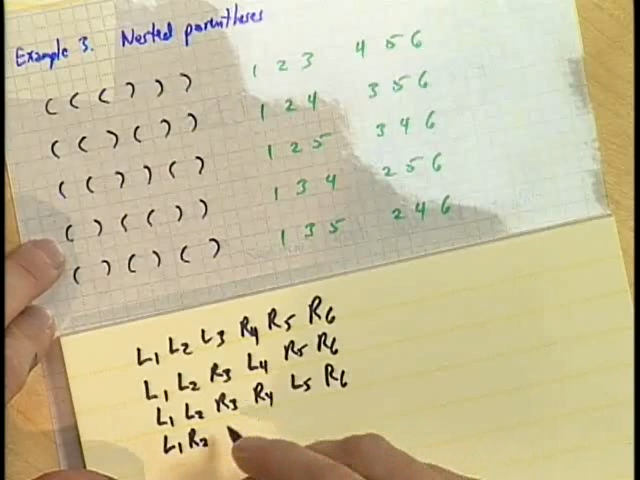 Example 3. Nested parentheses
( ( ( ) ) ) 1 2 3 4 5 6
( ( ) ( ) ) 1 2 4 3 5 6
( ( ) ) ( ) 1 2 5 3 4 6
( ) ( ( ) ) 1 3 4 2 5 6
( ) ( ) ( ) 1 3 5 2 4 6
L1 L2 L3 R4 R5 R6
L1 L2 R3 L4 R5 R6
L1 L2 R3 R4 L5 R6
L1 R2